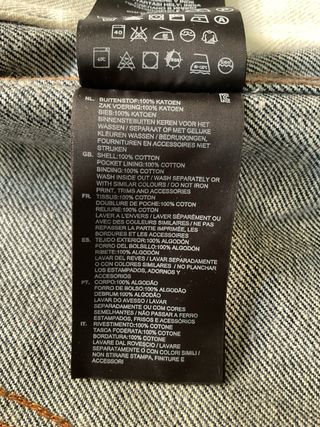 40
NL. BUITENSTOF:100% KATOEN
ZAK VOERING:100% KATOEN
BIES:100% KATOEN
BINNENSTEBUITEN KEREN VOOR HET
WASSEN / SEPARAAT OF MET GELIJKE
KLEUREN WASSEN / BEDRUKKINGEN,
FOURNITUREN EN ACCESSOIRES NIET
STRIJKEN
GB. SHELL:100% COTTON
POCKET LINING:100% COTTON
BINDING:100% COTTON
WASH INSIDE OUT / WASH SEPARATELY OR
WITH SIMILAR COLOURS / DO NOT IRON
PRINT, TRIMS AND ACCESSORIES
FR. TISSUS:100% COTON
DOUBLURE DE POCHE:100% COTON
RELIURE:100% COTON
LAVER A L'ENVERS / LAVER SÉPARÉMENT OU
AVEC DES COULEURS SIMILAIRES / NE PAS
REPASSER LA PARTIE IMPRIMÉE, LES
BORDURES ET LES ACCESSOIRES
ES. TEJIDO EXTERIOR:100% ALGODÓN
FORRO DEL BOLSILLO:100% ALGODÓN
RIBETE:100% ALGODÓN
LAVAR DEL REVES / LAVAR SEPARADAMENTE
O CON COLORES SIMILARES / NO PLANCHAR
LOS ESTAMPADOS, ADORNOS Y
ACCESORIOS
PT. CORPO:100% ALGODÃO
FORRO DE BOLSO:100% ALGODÃO
DEBRUM:100% ALGODÃO
LAVAR DO AVESSO / LAVAR
SEPARADAMENTE OU COM CORES
SEMELHANTES / NÃO PASSAR A FERRO
ESTAMPADOS, FRISOS E ACESSÓRIOS
IT. RIVESTIMENTO:100% COTONE
TASCA FODERATA:100% COTONE
BORDATURA:100% COTONE
LAVARE DAL ROVESCIO / LAVARE
SEPARATAMENTE O CON COLORI SIMILI /
NON STIRARE STAMPA, FINITURE E
ACCESSORI